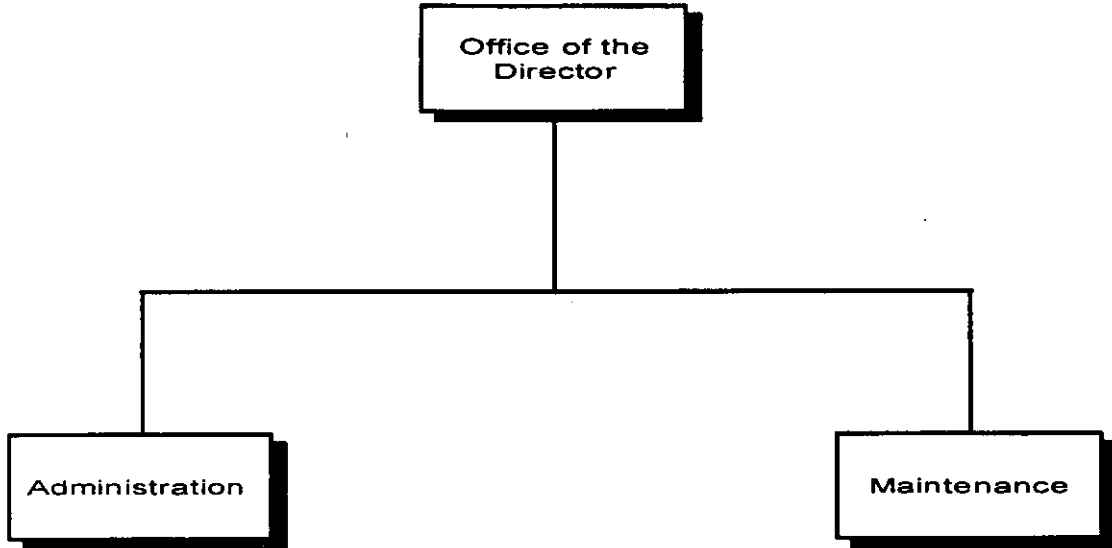 Office of the
Director
Administration
Maintenance